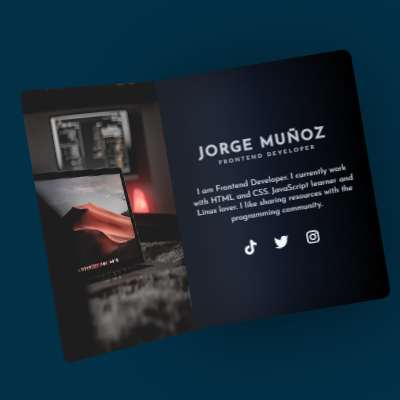 JORGE MUÑOZ
FRONTEND DEVELOPER
I am Frontend Developer. I currently work
with HTML and CSS. JavaScript learner and
Linux lover. I like sharing resources with the
programming community.